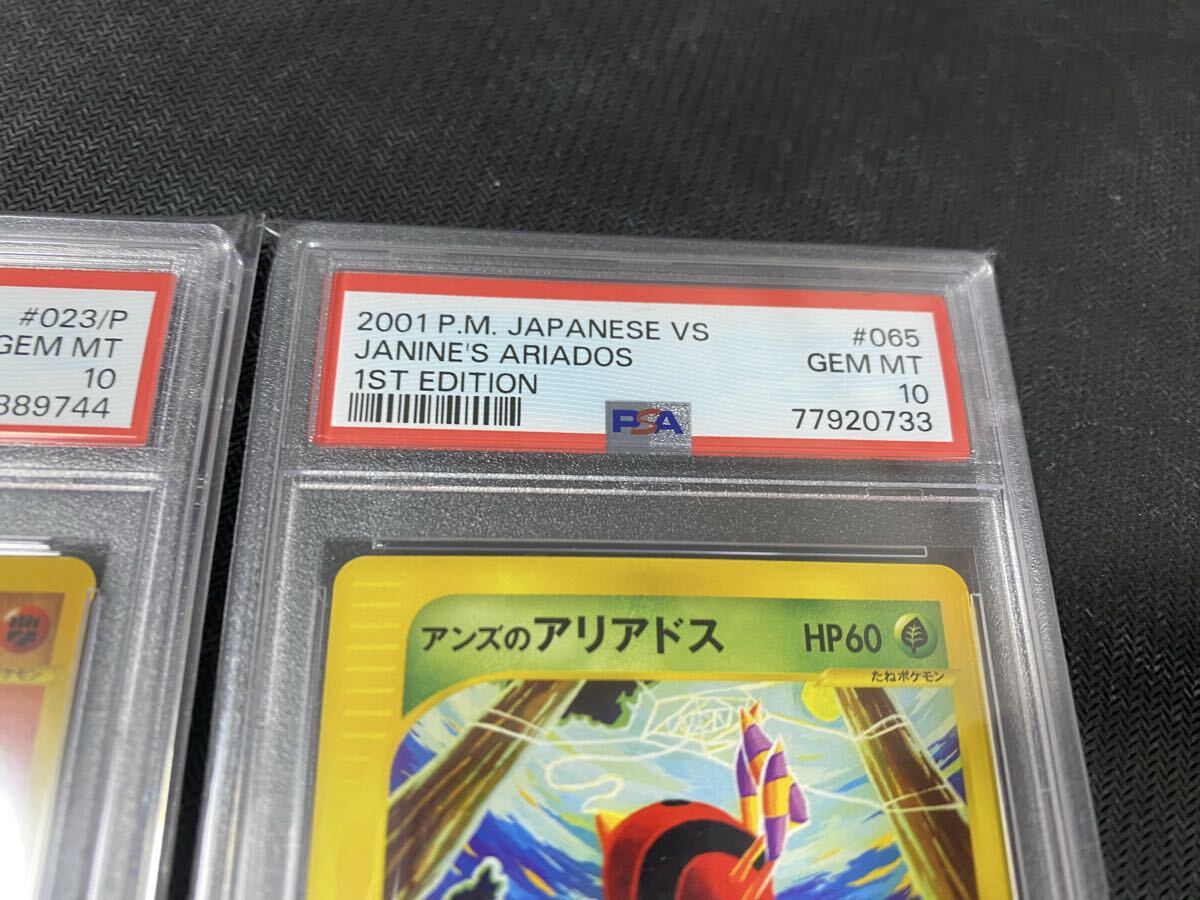 #023/P
GEM MT
10
889744
2001 P.M. JAPANESE VS
#065
JANINE'S ARIADOS
GEM MT
1ST EDITION
10
PSA
77920733
アンズのアリアドス
HP60
たねポケモン